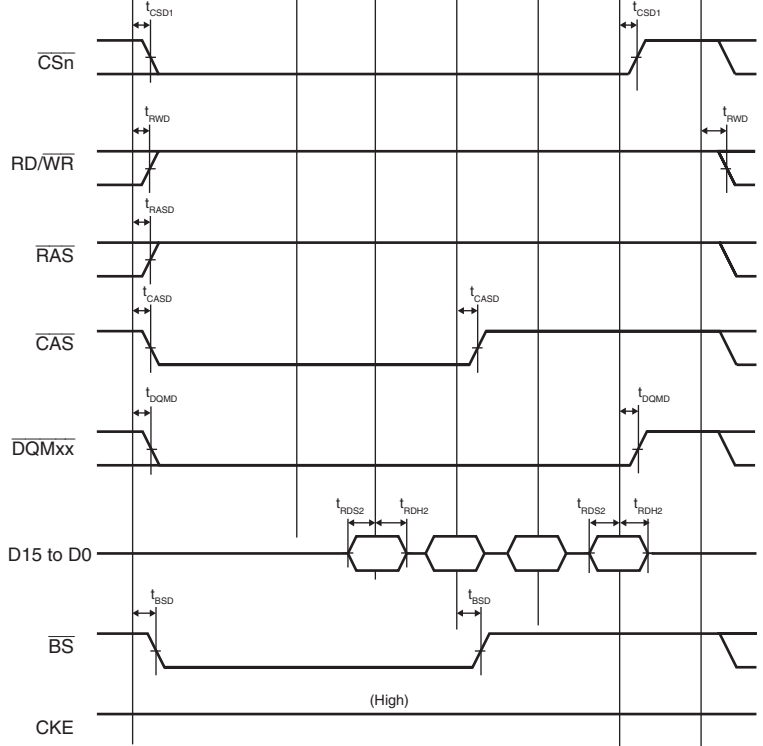 tCSD1 tCSD1
CSn
tRWD tRWD
RD/WR
tRASD
RAS
tCASD tCASD
CAS
tDQMD tDQMD
DQMxx
tRDS2 tRDH2 tRDS2 tRDH2
D15 to D0
tBSD tBSD
BS
(High)
CKE